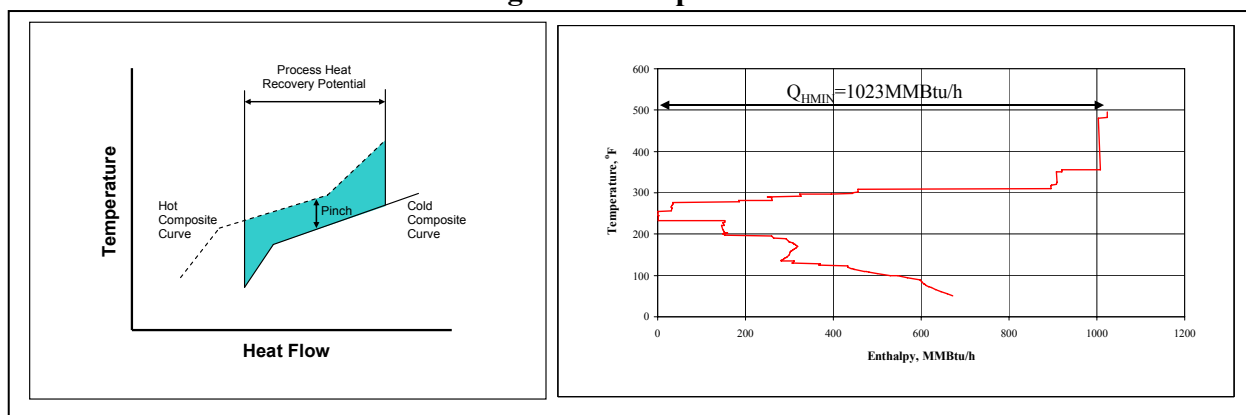 Process Heat
Recovery Potential
Temperature
Hot
Composite
Curve
Pinch
Cold
Composite
Curve
Heat Flow
Q_HMIN=1023MMBtu/h
Temperature, °F
600
500
400
300
200
100
0
0 200 400 600 800 1000 1200
Enthalpy, MMBtu/h